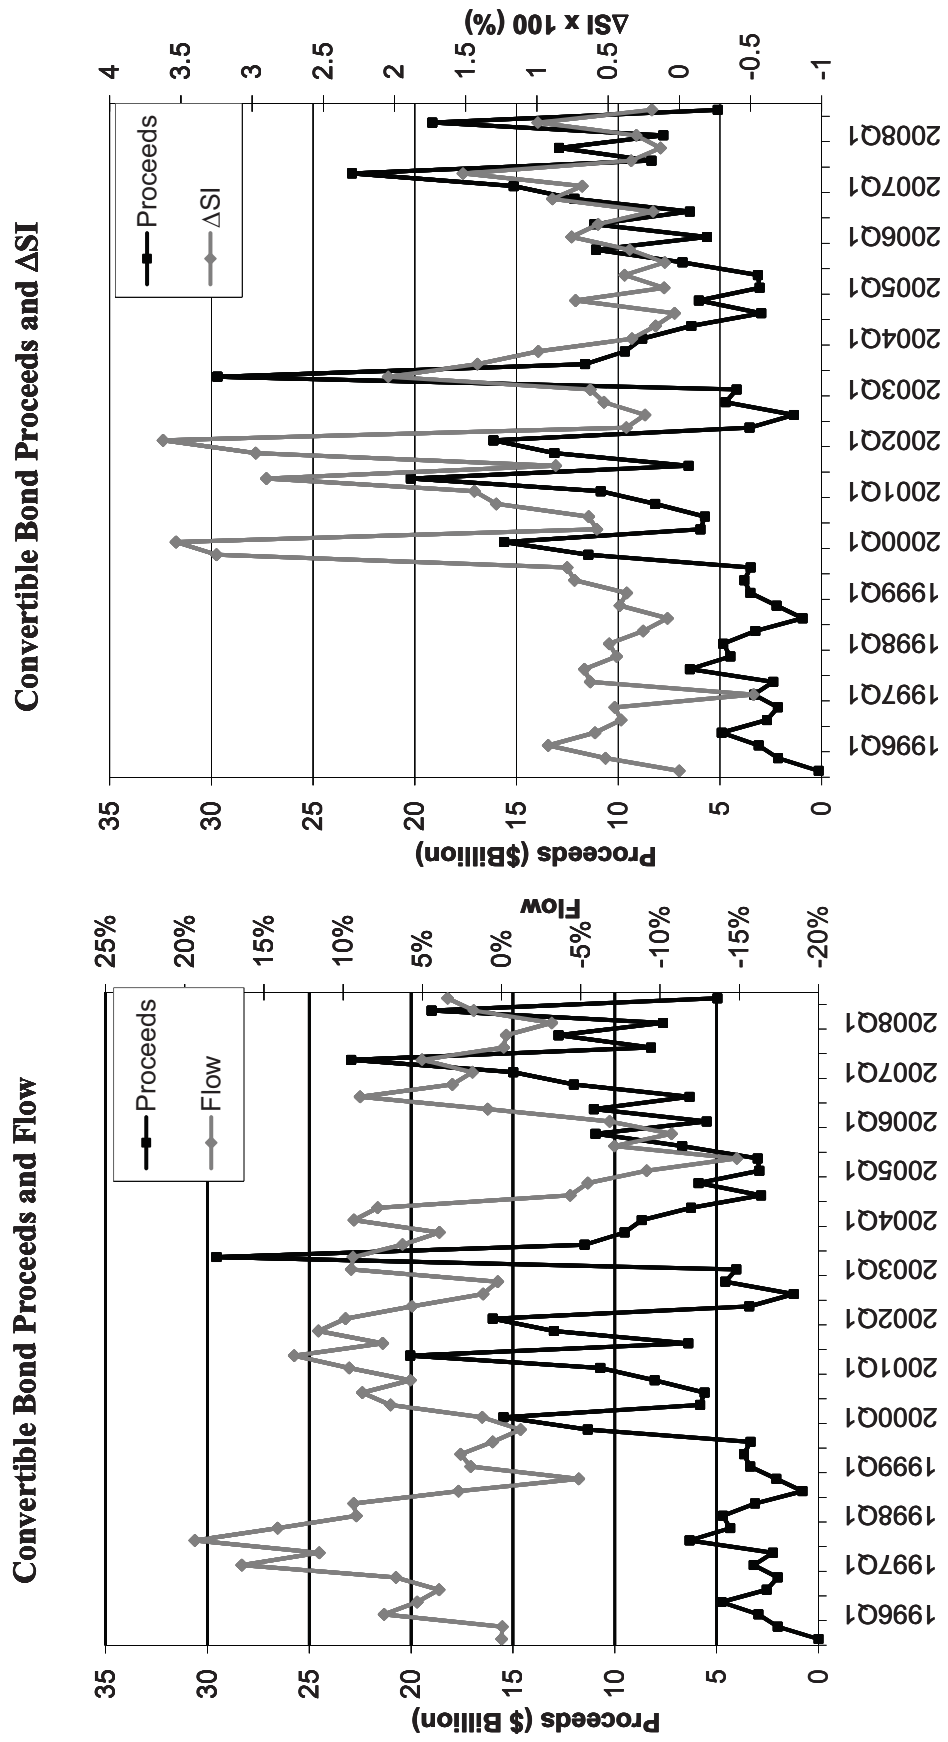 Convertible Bond Proceeds and Flow
Proceeds ($ Billion)
35
30
25
20
15
10
5
0
Proceeds
Flow
25%
20%
15%
10%
5%
0%
-5%
-10%
-15%
-20%
Flow
1996Q1
1997Q1
1998Q1
1999Q1
2000Q1
2001Q1
2002Q1
2003Q1
2004Q1
2005Q1
2006Q1
2007Q1
2008Q1
Convertible Bond Proceeds and ΔSI
Proceeds ($Billion)
35
30
25
20
15
10
5
0
Proceeds
ΔSI
4
3.5
3
2.5
2
1.5
1
0.5
0
-0.5
-1
ΔSI x 100 (%)
1996Q1
1997Q1
1998Q1
1999Q1
2000Q1
2001Q1
2002Q1
2003Q1
2004Q1
2005Q1
2006Q1
2007Q1
2008Q1